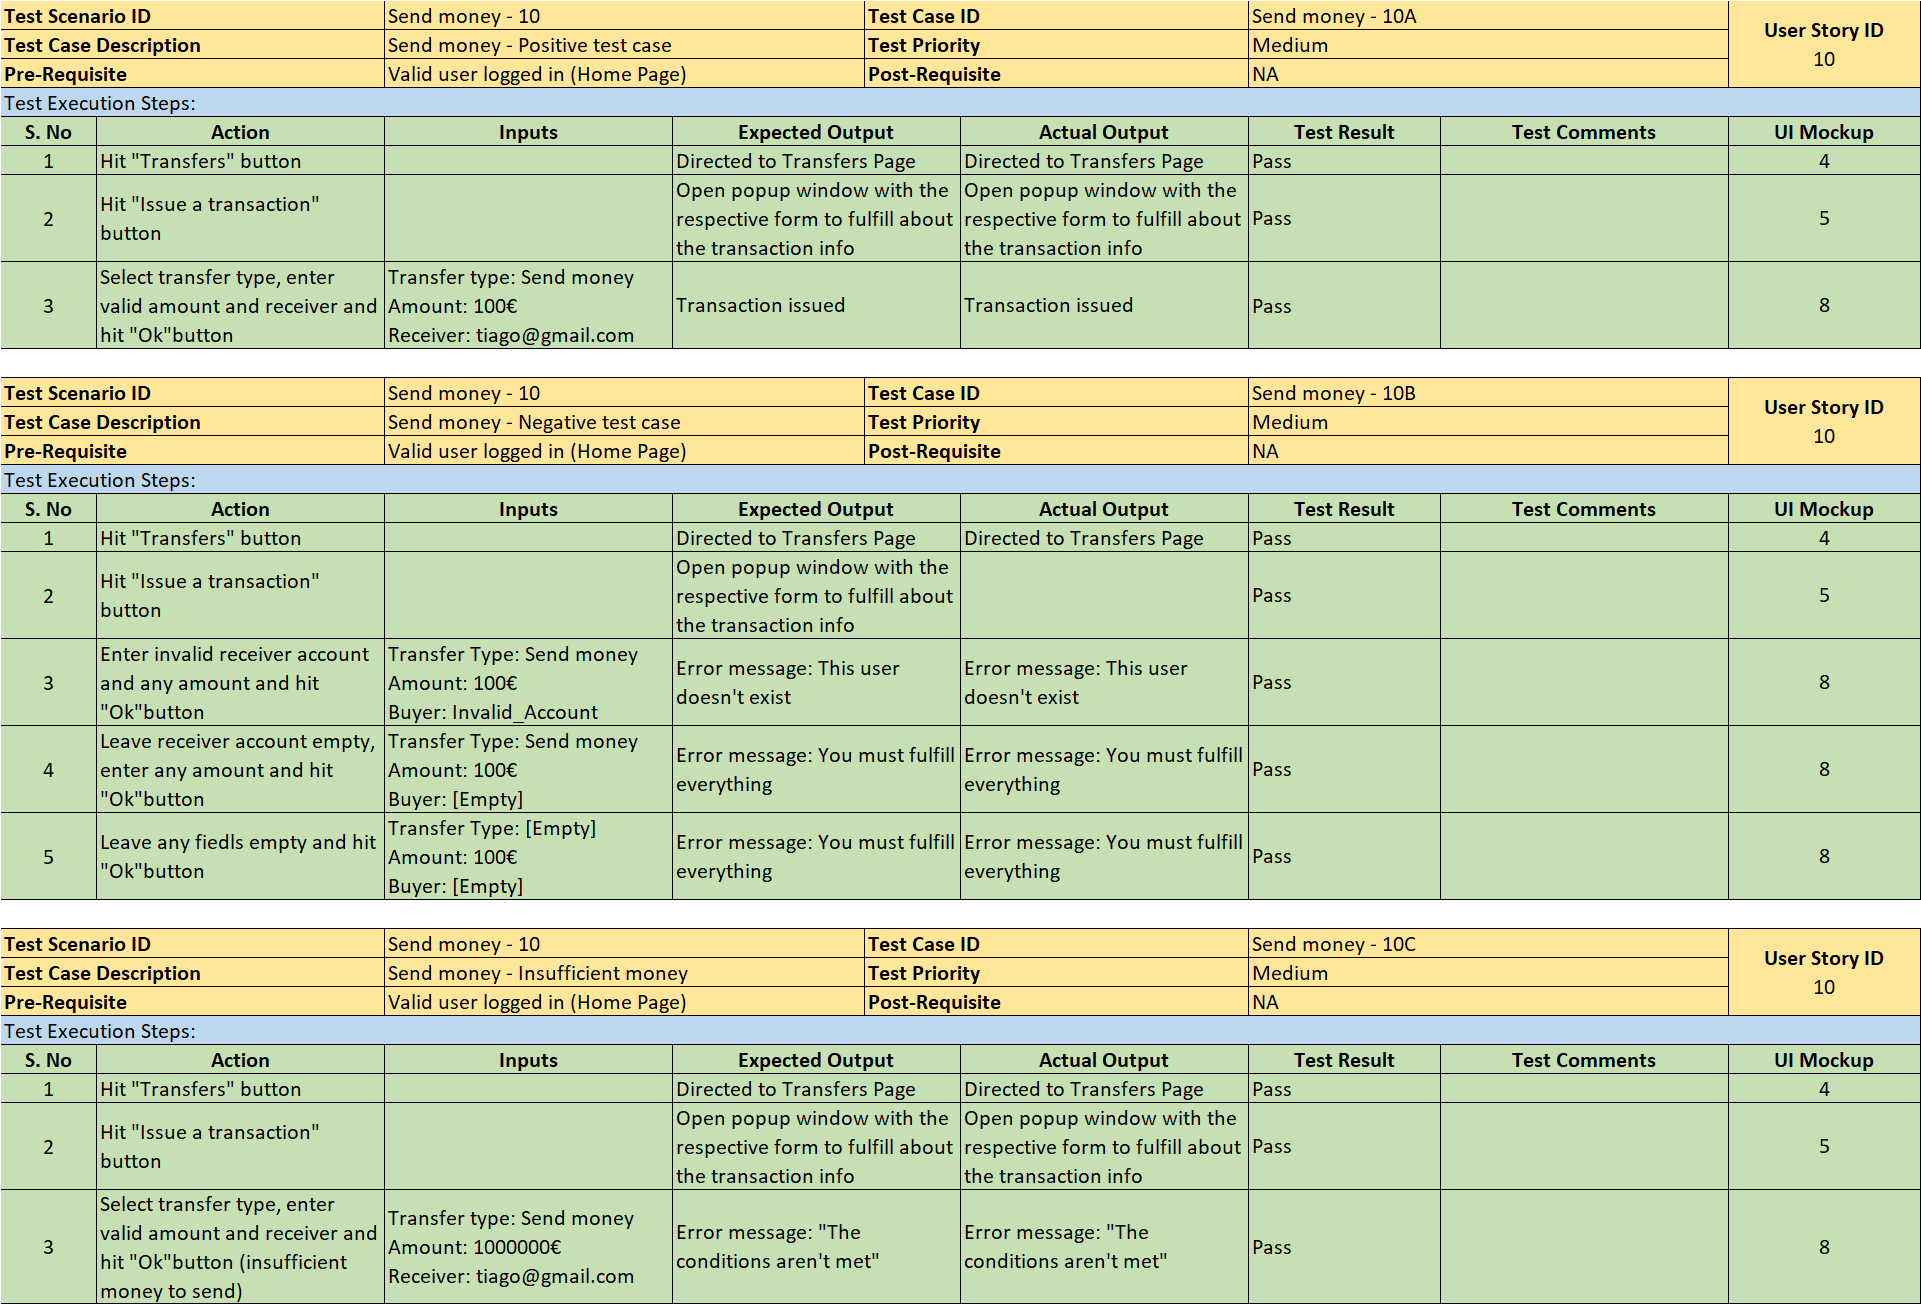 Test Scenario ID Send money - 10 Test Case ID Send money - 10A User Story ID
Test Case Description Send money - Positive test case Test Priority Medium 10
Pre-Requisite Valid user logged in (Home Page) Post-Requisite NA
Test Execution Steps:
S. No Action Inputs Expected Output Actual Output Test Result Test Comments UI Mockup
1 Hit "Transfers" button Directed to Transfers Page Directed to Transfers Page Pass 4
2
Hit "Issue a transaction"
button
Open popup window with the
respective form to fulfill about
the transaction info
Open popup window with the
respective form to fulfill about
the transaction info
Pass
5
3
Select transfer type, enter
valid amount and receiver and
hit "Ok"button
Transfer type: Send money
Amount: 100€
Receiver: tiago@gmail.com
Transaction issued
Transaction issued
Pass
8
Test Scenario ID Send money - 10 Test Case ID Send money - 10B User Story ID
Test Case Description Send money - Negative test case Test Priority Medium 10
Pre-Requisite Valid user logged in (Home Page) Post-Requisite NA
Test Execution Steps:
S. No Action Inputs Expected Output Actual Output Test Result Test Comments UI Mockup
1 Hit "Transfers" button Directed to Transfers Page Directed to Transfers Page Pass 4
2
Hit "Issue a transaction"
button
Open popup window with the
respective form to fulfill about
the transaction info
Pass
5
3
Enter invalid receiver account
and any amount and hit
"Ok"button
Transfer Type: Send money
Amount: 100€
Buyer: Invalid_Account
Error message: This user
doesn't exist
Error message: This user
doesn't exist
Pass
8
4
Leave receiver account empty,
enter any amount and hit
"Ok"button
Transfer Type: Send money
Amount: 100€
Buyer: [Empty]
Error message: You must fulfill
everything
Error message: You must fulfill
everything
Pass
8
5
Leave any fiedls empty and hit
"Ok"button
Transfer Type: [Empty]
Amount: 100€
Buyer: [Empty]
Error message: You must fulfill
everything
Error message: You must fulfill
everything
Pass
8
Test Scenario ID Send money - 10 Test Case ID Send money - 10C User Story ID
Test Case Description Send money - Insufficient money Test Priority Medium 10
Pre-Requisite Valid user logged in (Home Page) Post-Requisite NA
Test Execution Steps:
S. No Action Inputs Expected Output Actual Output Test Result Test Comments UI Mockup
1 Hit "Transfers" button Directed to Transfers Page Directed to Transfers Page Pass 4
2
Hit "Issue a transaction"
button
Open popup window with the
respective form to fulfill about
the transaction info
Open popup window with the
respective form to fulfill about
the transaction info
Pass
5
3
Select transfer type, enter
valid amount and receiver and
hit "Ok"button (insufficient
money to send)
Transfer type: Send money
Amount: 1000000€
Receiver: tiago@gmail.com
Error message: "The
conditions aren't met"
Error message: "The
conditions aren't met"
Pass
8